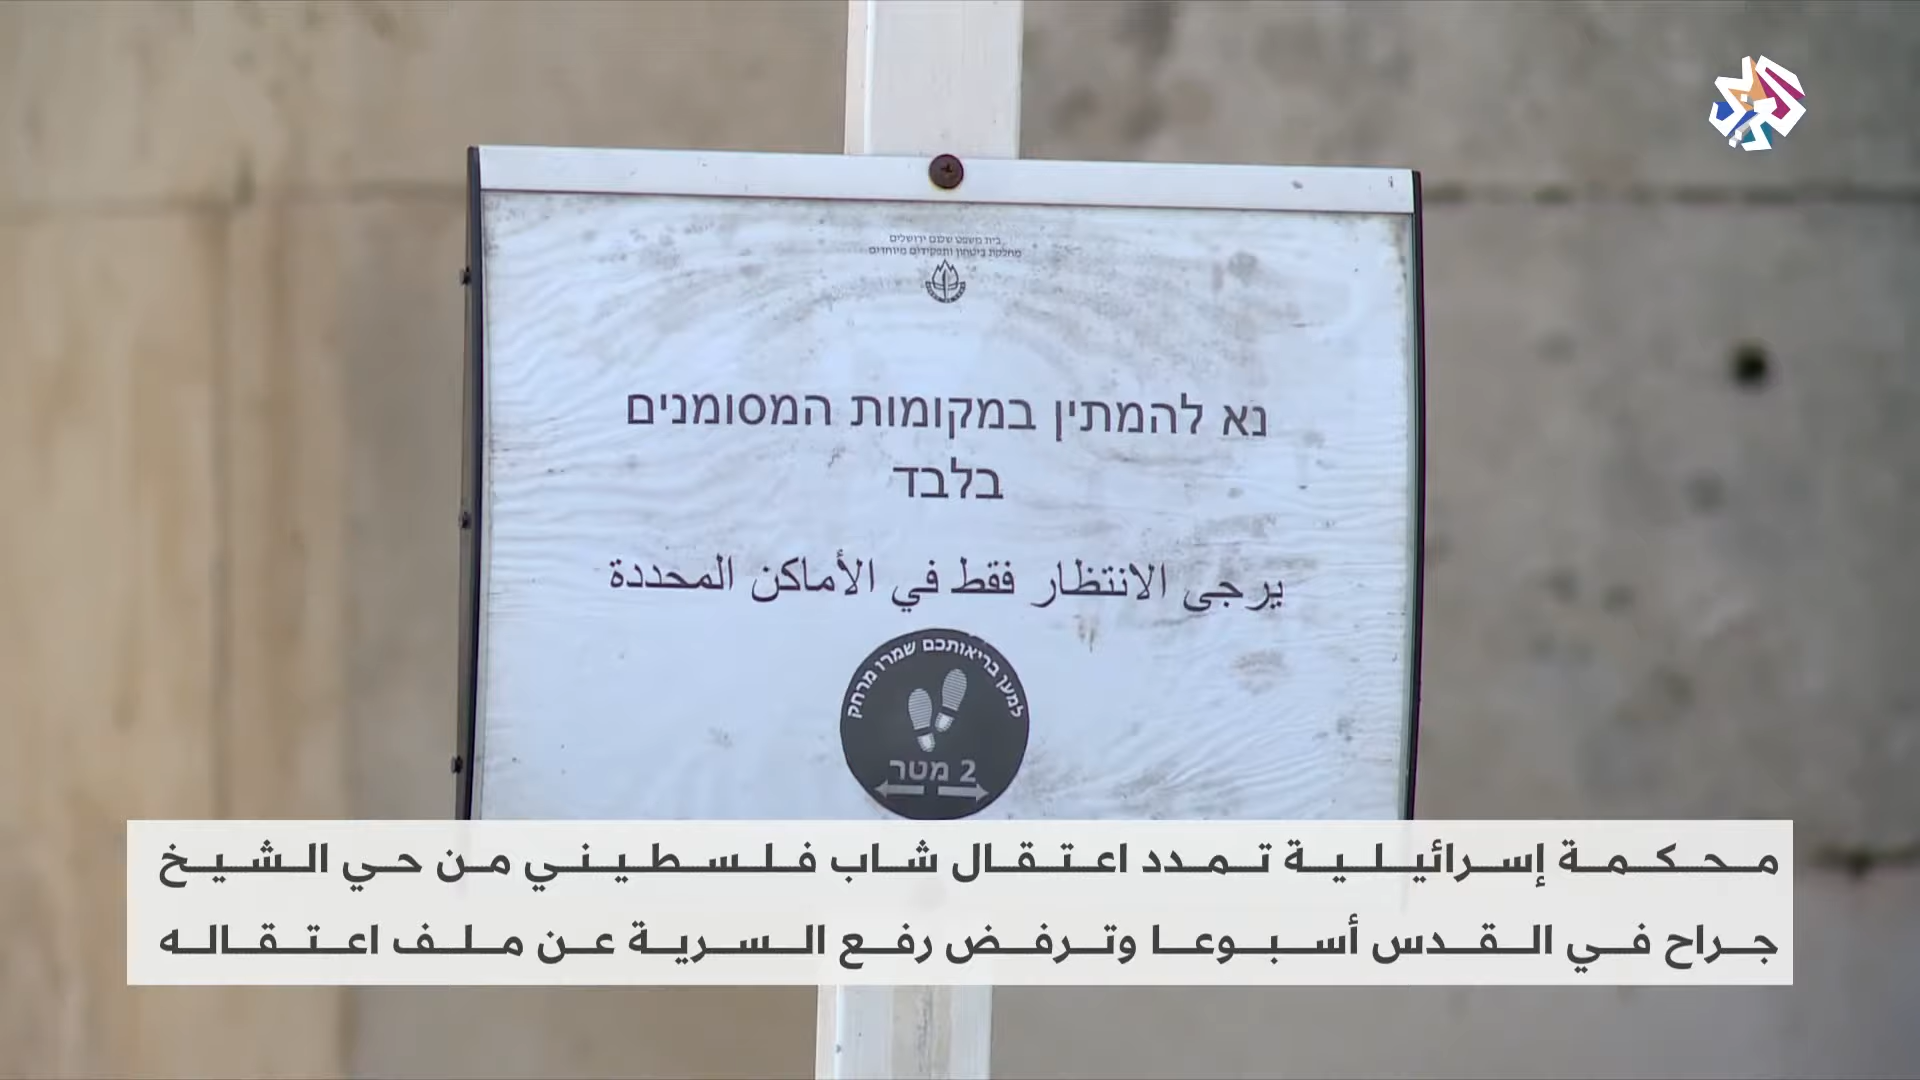 בית משפט שלום ירושלים
מחלקת ביטחון ותפקידים מיוחדים
נא להמתין במקומות המסומנים
בלבד
يرجى الانتظار فقط في الأماكن المحددة
למען בריאותכם שמרו מרחק
2 מטר
محكمة إسرائيلية تمدد اعتقال شاب فلسطيني من حي الشيخ
جراح في القدس أسبوعا وترفض رفع السرية عن ملف اعتقاله